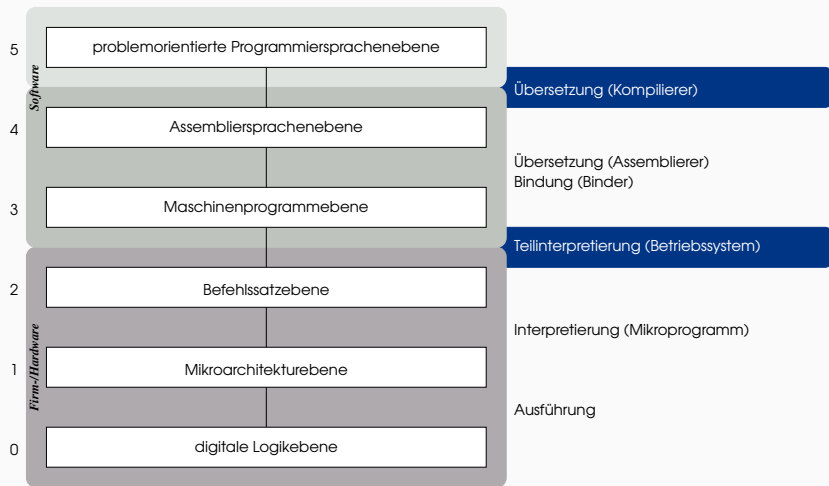 5
problemorientierte Programmiersprachenebene
Software
Übersetzung (Kompilierer)
4
Assembliersprachenebene
Übersetzung (Assemblierer)
Bindung (Binder)
3
Maschinenprogrammebene
Teilinterpretierung (Betriebssystem)
2
Befehlssatzebene
Firm-/Hardware
Interpretierung (Mikroprogramm)
1
Mikroarchitekturebene
Ausführung
0
digitale Logikebene